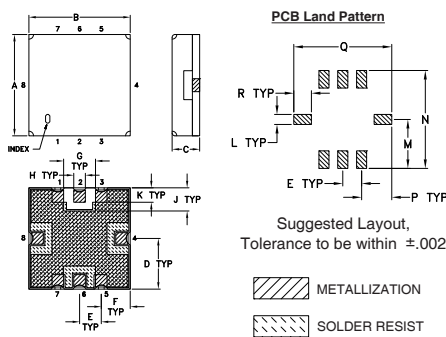 PCB Land Pattern
B
7 6 5
A
8
4
INDEX
1 2 3
C
Q
R TYP
L TYP
N
M
E TYP
P TYP
G
TYP
H TYP
1
3
K TYP
J TYP
8
4
D TYP
7
6
5
E
TYP
F
TYP
Suggested Layout,
Tolerance to be within ±.002
METALLIZATION
SOLDER RESIST